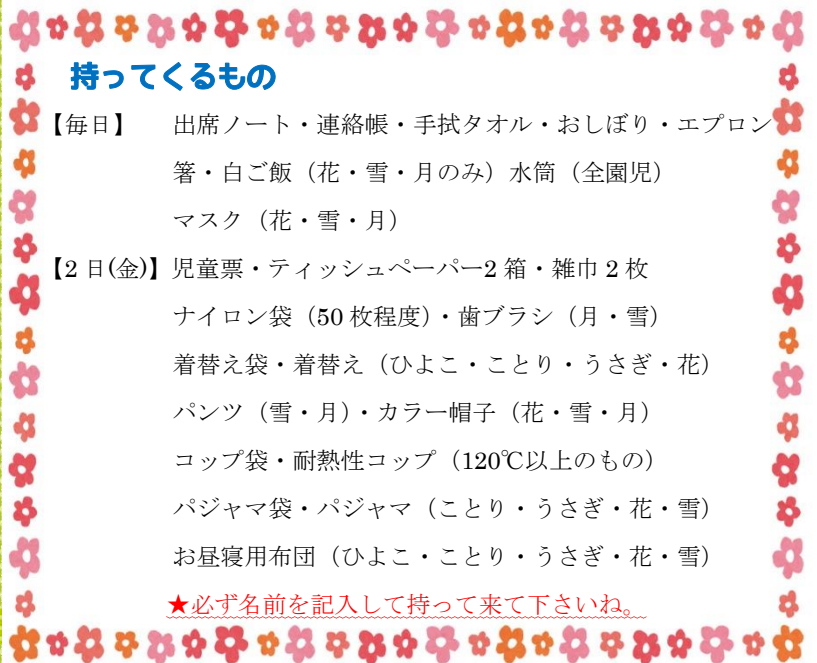 持ってくるもの
【毎日】 出席ノート・連絡帳・手拭タオル・おしぼり・エプロン
箸・白ご飯（花・雪・月のみ）水筒（全園児）
マスク（花・雪・月）
【2日(金)】児童票・ティッシュペーパー2箱・雑巾2枚
ナイロン袋（50枚程度）・歯ブラシ（月・雪）
着替え袋・着替え（ひよこ・ことり・うさぎ・花）
パンツ（雪・月）・カラー帽子（花・雪・月）
コップ袋・耐熱性コップ（120℃以上のもの）
パジャマ袋・パジャマ（ことり・うさぎ・花・雪）
お昼寝用布団（ひよこ・ことり・うさぎ・花・雪）
★必ず名前を記入して持って来て下さいね。